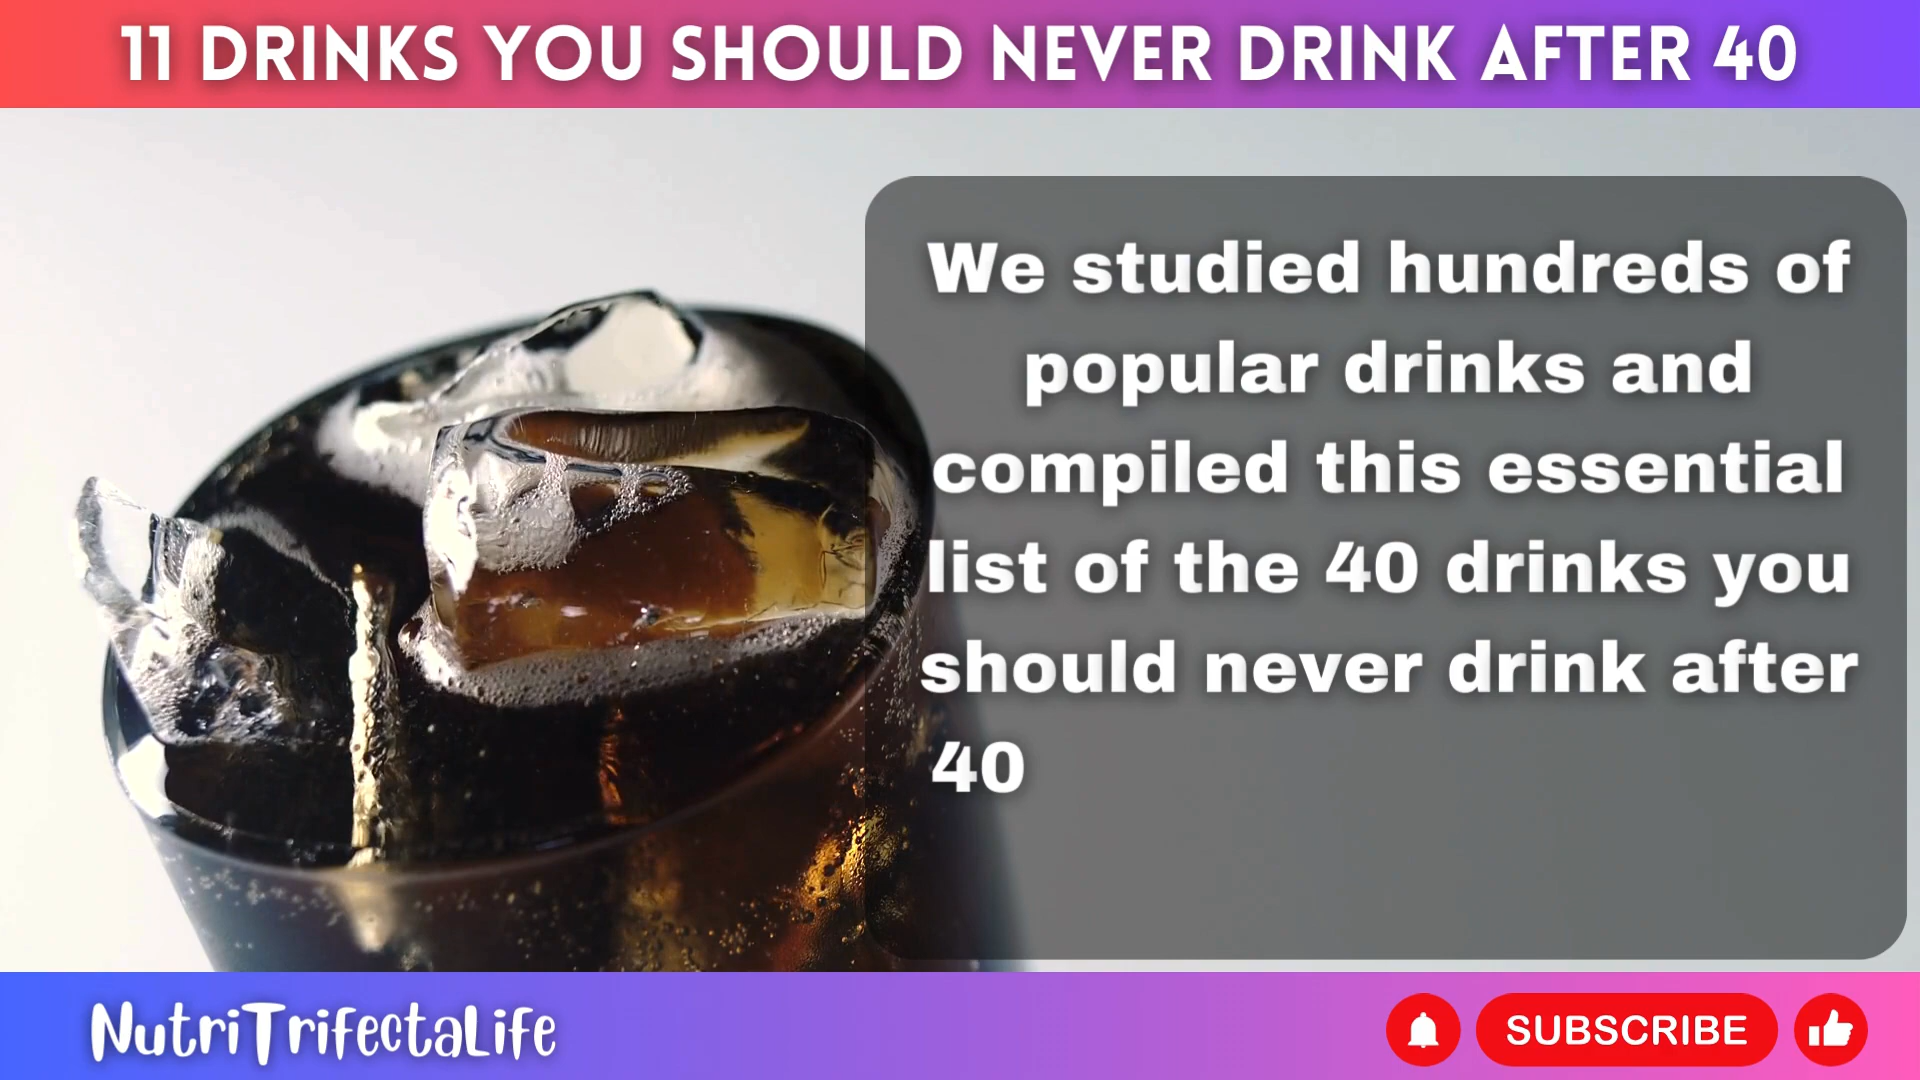 11 DRINKS YOU SHOULD NEVER DRINK AFTER 40
We studied hundreds of
popular drinks and
compiled this essential
list of the 40 drinks you
should never drink after
40
NutriTrifectaLife
SUBSCRIBE